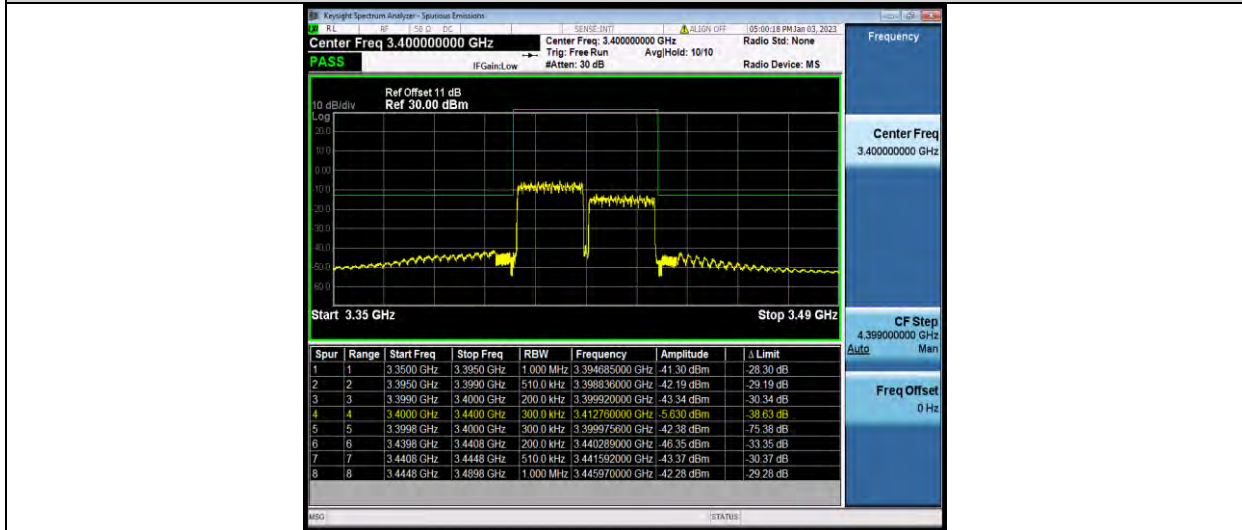 Keysight Spectrum Analyzer - Spurious Emissions
RL RF 50 Ω DC SENSE:INT ALIGN OFF 05:00:18 PM Jan 03, 2023
Center Freq 3.400000000 GHz
Center Freq: 3.400000000 GHz
Radio Std: None
Trig: Free Run Avg|Hold: 10/10
PASS
IFGain:Low
#Atten: 30 dB
Radio Device: MS
Frequency
Ref Offset 11 dB
10 dB/div Ref 30.00 dBm
Log
20.0
10.0
0.00
-10.0
-20.0
-30.0
-40.0
-50.0
-60.0
Start 3.35 GHz Stop 3.49 GHz
Center Freq
3.400000000 GHz
CF Step
4.399000000 GHz
Auto Man
Freq Offset
0 Hz
Spur Range Start Freq Stop Freq RBW Frequency Amplitude Δ Limit
1 1 3.3500 GHz 3.3950 GHz 1.000 MHz 3.394685000 GHz -41.30 dBm -28.30 dB
2 2 3.3950 GHz 3.3990 GHz 510.0 kHz 3.398836000 GHz -42.19 dBm -29.19 dB
3 3 3.3990 GHz 3.4000 GHz 200.0 kHz 3.399920000 GHz -43.34 dBm -30.34 dB
4 4 3.4000 GHz 3.4400 GHz 300.0 kHz 3.412760000 GHz -5.630 dBm -38.63 dB
5 5 3.3998 GHz 3.4000 GHz 300.0 kHz 3.399975600 GHz -42.38 dBm -75.38 dB
6 6 3.4398 GHz 3.4408 GHz 200.0 kHz 3.440289000 GHz -46.35 dBm -33.35 dB
7 7 3.4408 GHz 3.4448 GHz 510.0 kHz 3.441592000 GHz -43.37 dBm -30.37 dB
8 8 3.4448 GHz 3.4898 GHz 1.000 MHz 3.445970000 GHz -42.28 dBm -29.28 dB
MSG STATUS